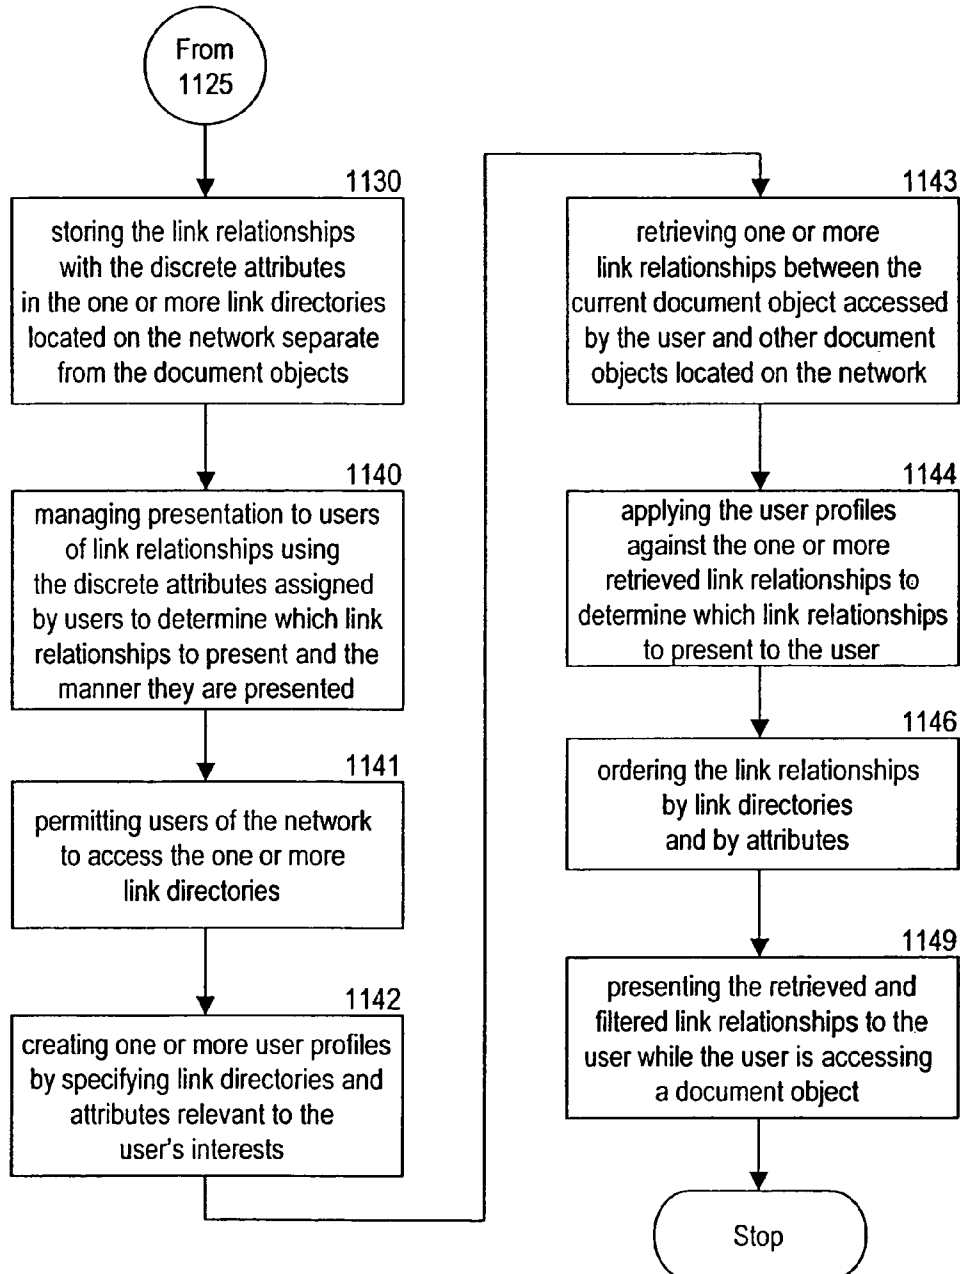 From
1125
1130
storing the link relationships
with the discrete attributes
in the one or more link directories
located on the network separate
from the document objects
1140
managing presentation to users
of link relationships using
the discrete attributes assigned
by users to determine which link
relationships to present and the
manner they are presented
1141
permitting users of the network
to access the one or more
link directories
1142
creating one or more user profiles
by specifying link directories and
attributes relevant to the
user's interests
1143
retrieving one or more
link relationships between the
current document object accessed
by the user and other document
objects located on the network
1144
applying the user profiles
against the one or more
retrieved link relationships to
determine which link relationships
to present to the user
1146
ordering the link relationships
by link directories
and by attributes
1149
presenting the retrieved and
filtered link relationships to the
user while the user is accessing
a document object
Stop